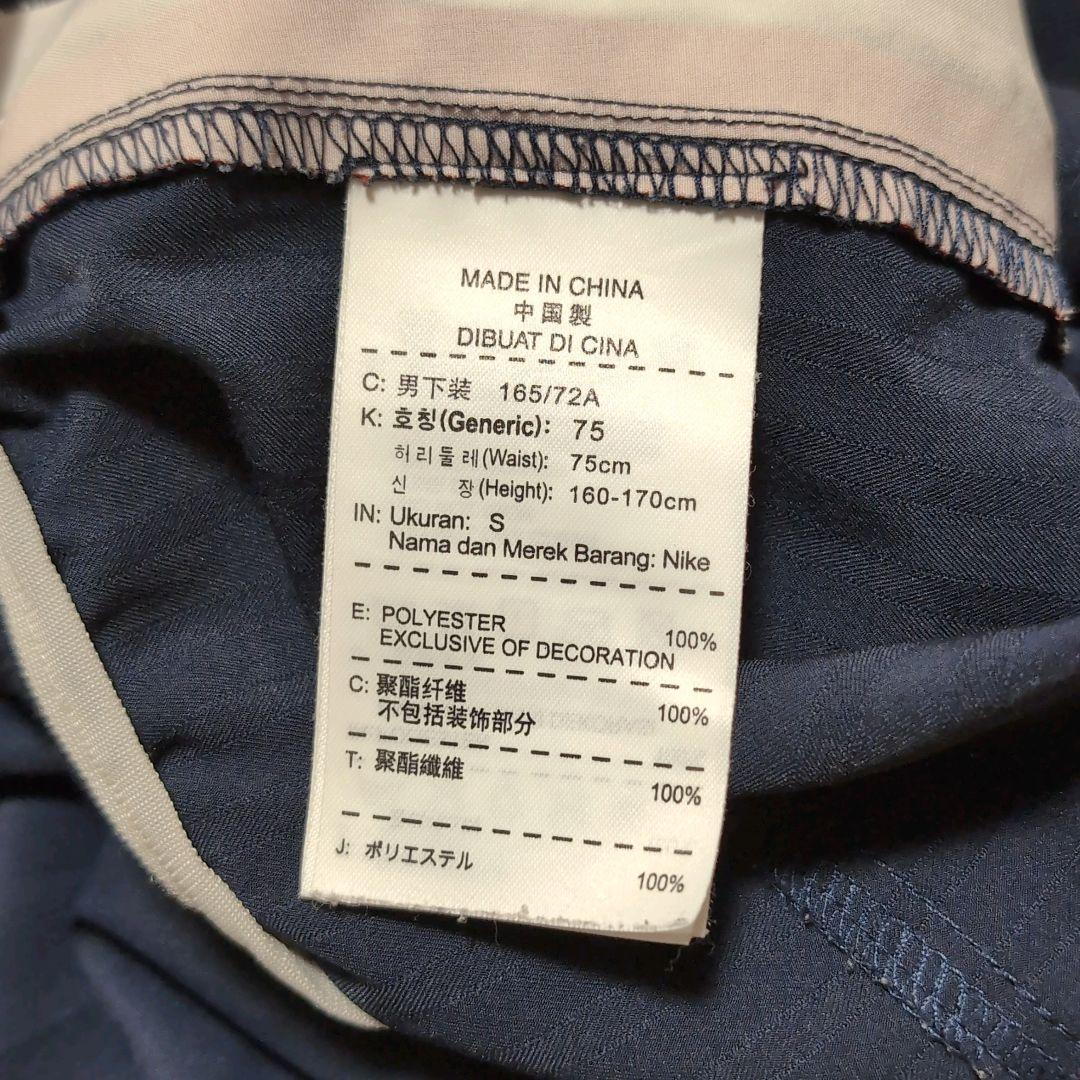 MADE IN CHINA
中国製
DIBUAT DI CINA
C: 男下装 165/72A
K: 호칭(Generic): 75
허리둘레(Waist): 75cm
신 장(Height): 160-170cm
IN: Ukuran: S
Nama dan Merek Barang: Nike
E: POLYESTER 100%
EXCLUSIVE OF DECORATION
C: 聚酯纤维 100%
不包括装饰部分
T: 聚酯纖維 100%
J: ポリエステル 100%